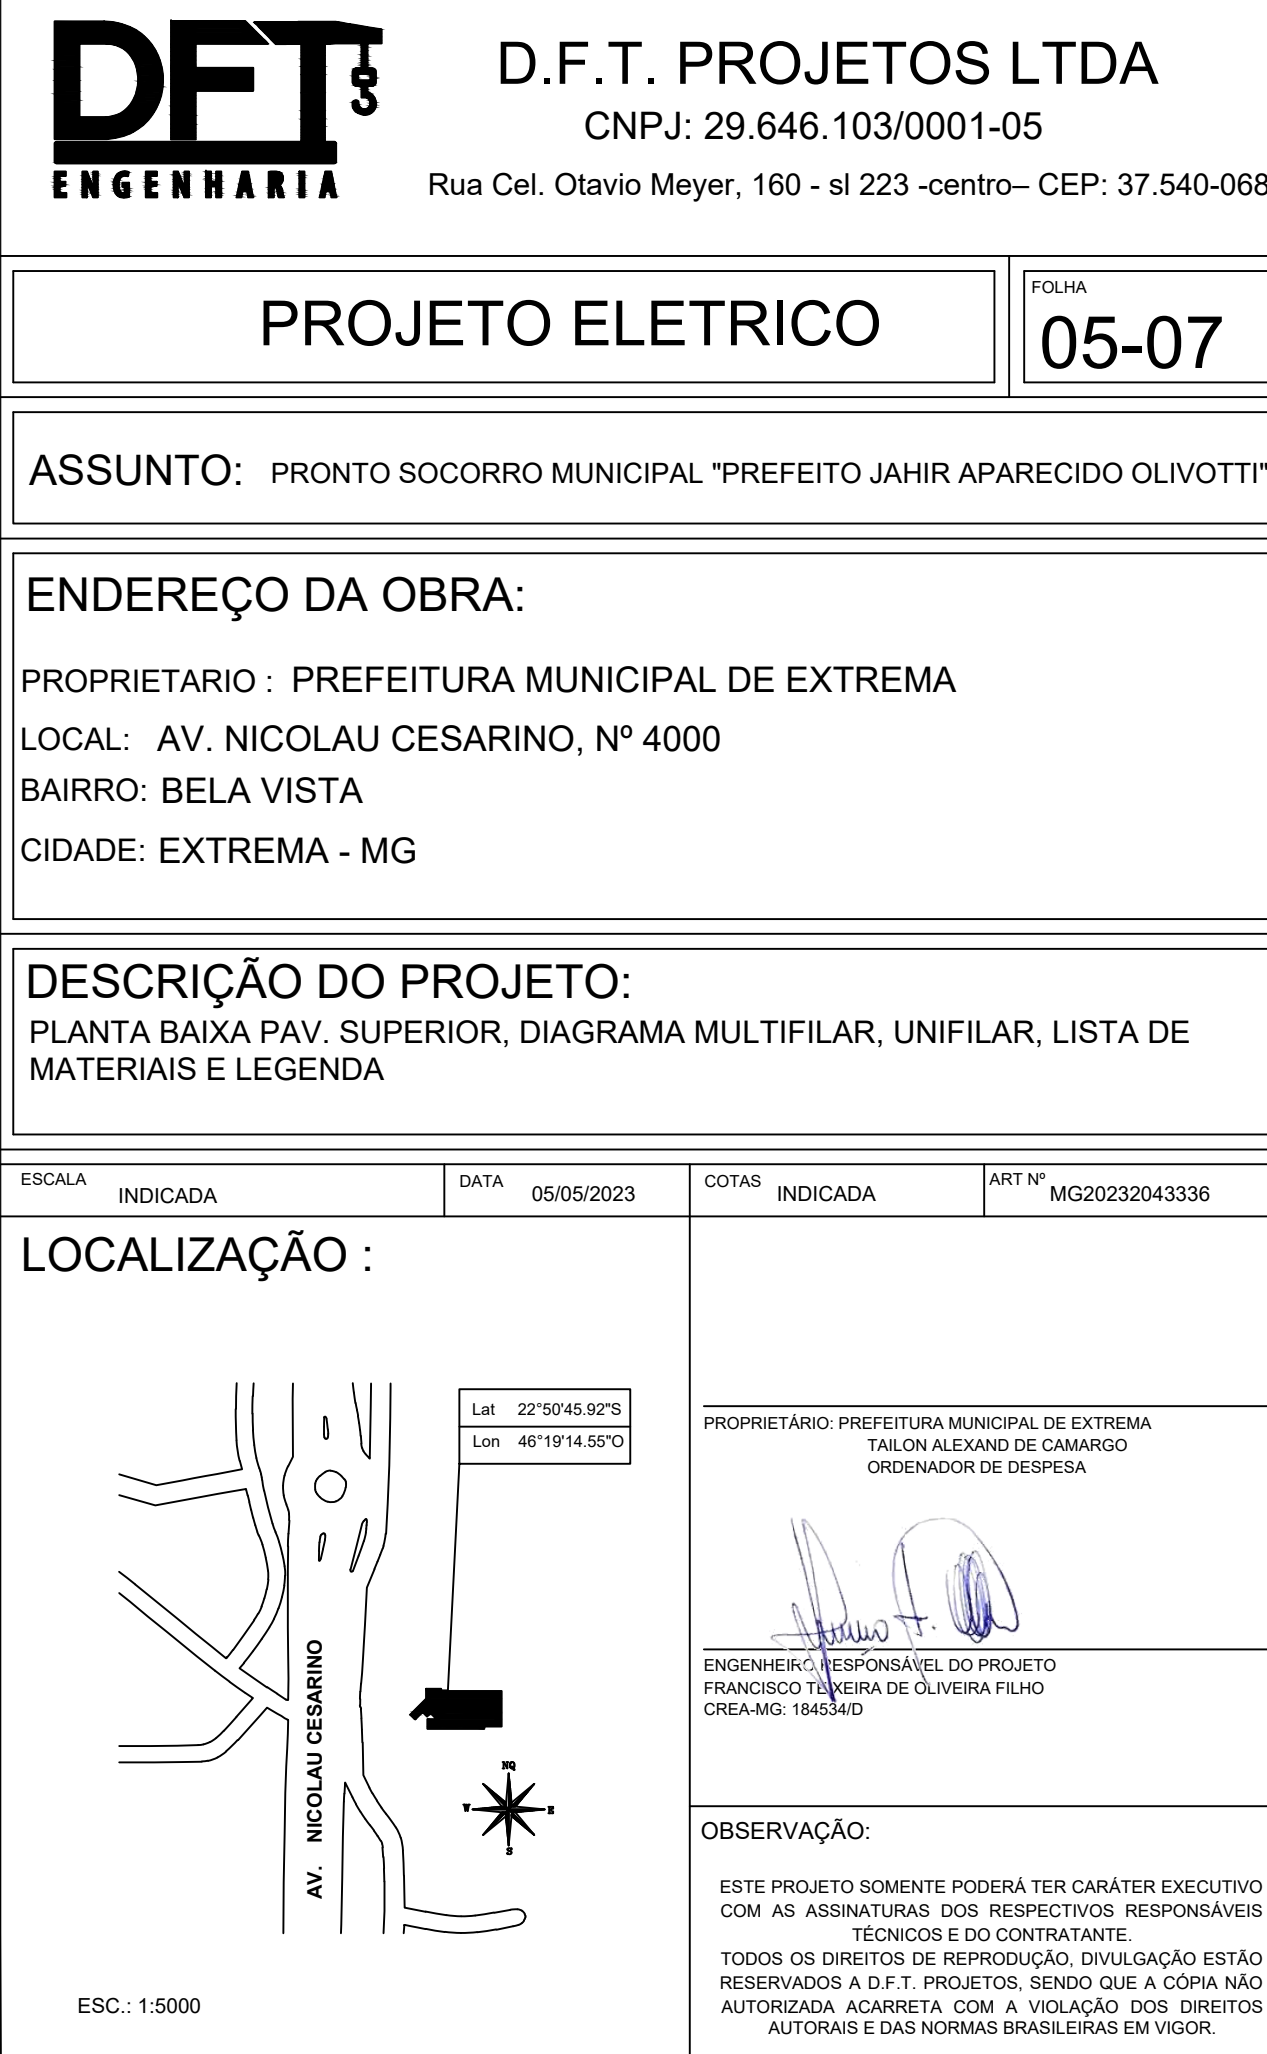 DFT
ENGENHARIA
D.F.T. PROJETOS LTDA
CNPJ: 29.646.103/0001-05
Rua Cel. Otavio Meyer, 160 - sl 223 -centro– CEP: 37.540-068
PROJETO ELETRICO
FOLHA
05-07
ASSUNTO: PRONTO SOCORRO MUNICIPAL "PREFEITO JAHIR APARECIDO OLIVOTTI"
ENDEREÇO DA OBRA:
PROPRIETARIO : PREFEITURA MUNICIPAL DE EXTREMA
LOCAL: AV. NICOLAU CESARINO, Nº 4000
BAIRRO: BELA VISTA
CIDADE: EXTREMA - MG
DESCRIÇÃO DO PROJETO:
PLANTA BAIXA PAV. SUPERIOR, DIAGRAMA MULTIFILAR, UNIFILAR, LISTA DE
MATERIAIS E LEGENDA
ESCALA INDICADA
DATA 05/05/2023
COTAS INDICADA
ART Nº MG20232043336
LOCALIZAÇÃO :
Lat 22°50'45.92"S
Lon 46°19'14.55"O
AV. NICOLAU CESARINO
NQ
W
E
S
ESC.: 1:5000
PROPRIETÁRIO: PREFEITURA MUNICIPAL DE EXTREMA
TAILON ALEXAND DE CAMARGO
ORDENADOR DE DESPESA
ENGENHEIRO RESPONSÁVEL DO PROJETO
FRANCISCO TEIXEIRA DE OLIVEIRA FILHO
CREA-MG: 184534/D
OBSERVAÇÃO:
ESTE PROJETO SOMENTE PODERÁ TER CARÁTER EXECUTIVO
COM AS ASSINATURAS DOS RESPECTIVOS RESPONSÁVEIS
TÉCNICOS E DO CONTRATANTE.
TODOS OS DIREITOS DE REPRODUÇÃO, DIVULGAÇÃO ESTÃO
RESERVADOS A D.F.T. PROJETOS, SENDO QUE A CÓPIA NÃO
AUTORIZADA ACARRETA COM A VIOLAÇÃO DOS DIREITOS
AUTORAIS E DAS NORMAS BRASILEIRAS EM VIGOR.